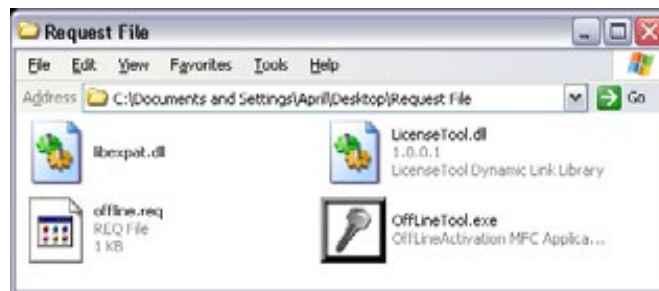 Request File
File Edit View Favorites Tools Help
Address C:\Documents and Settings\April\Desktop\Request File Go
libexpat.dll
LicenseTool.dll
1.0.0.1
LicenseTool Dynamic Link Library
offline.req
REQ File
1 KB
OffLineTool.exe
OffLineActivation MFC Applica...